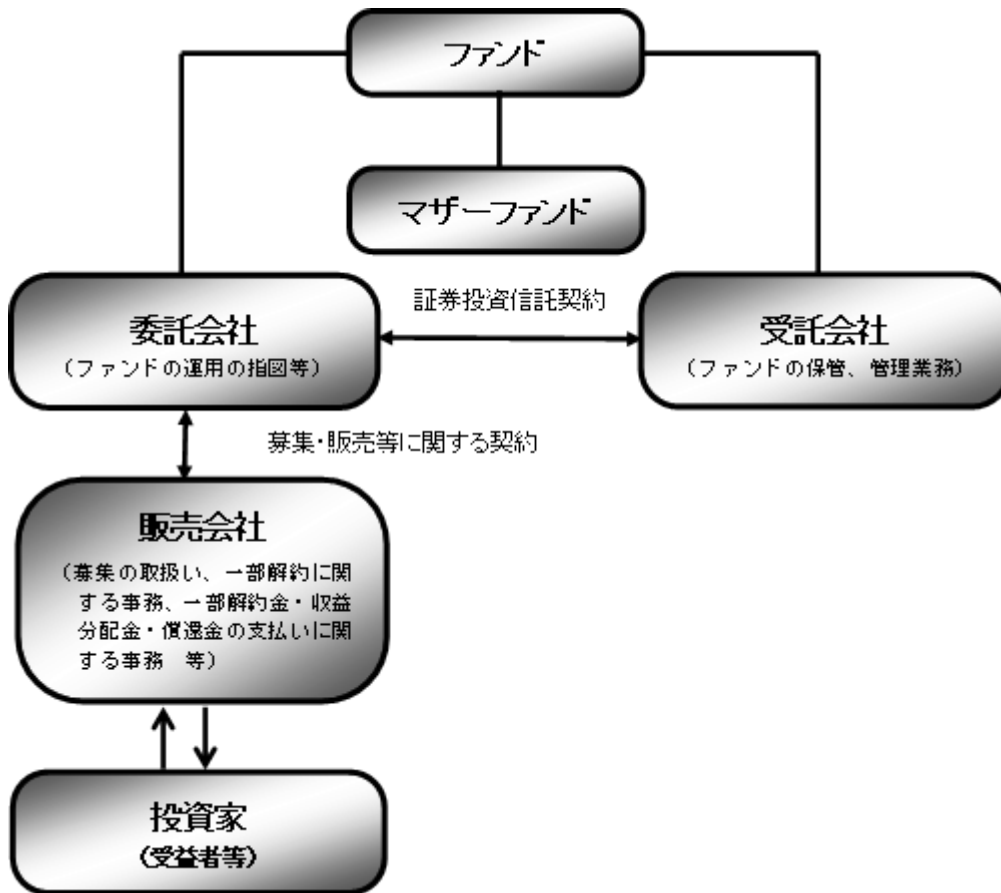 ファンド
マザーファンド
証券投資信託契約
委託会社
（ファンドの運用の指図等）
受託会社
（ファンドの保管、管理業務）
募集・販売等に関する契約
販売会社
（募集の取扱い、一部解約に関
する事務、一部解約金・収益
分配金・償還金の支払いに関
する事務　等）
投資家
（受益者等）